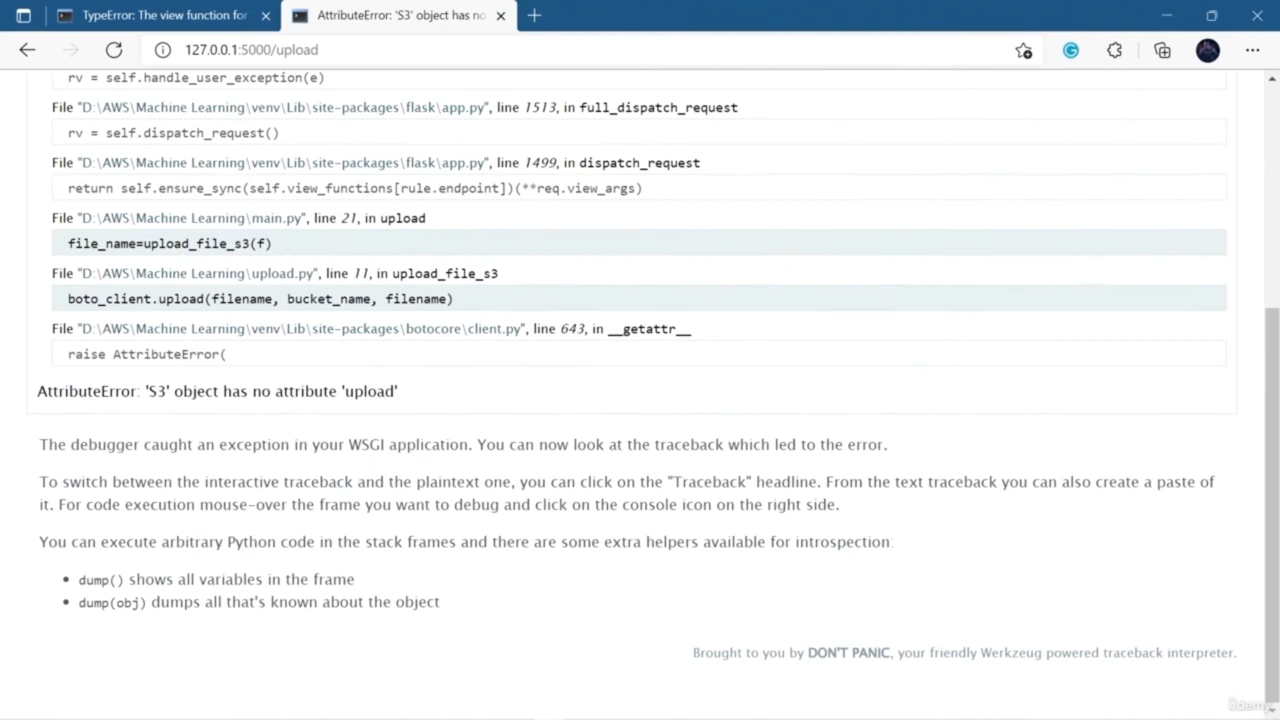 TypeError: The view function for
AttributeError: 'S3' object has no
127.0.0.1:5000/upload
rv = self.handle_user_exception(e)
File "D:\AWS\Machine Learning\venv\Lib\site-packages\flask\app.py", line 1513, in full_dispatch_request
rv = self.dispatch_request()
File "D:\AWS\Machine Learning\venv\Lib\site-packages\flask\app.py", line 1499, in dispatch_request
return self.ensure_sync(self.view_functions[rule.endpoint])(**req.view_args)
File "D:\AWS\Machine Learning\main.py", line 21, in upload
file_name=upload_file_s3(f)
File "D:\AWS\Machine Learning\upload.py", line 11, in upload_file_s3
boto_client.upload(filename, bucket_name, filename)
File "D:\AWS\Machine Learning\venv\Lib\site-packages\botocore\client.py", line 643, in __getattr__
raise AttributeError(
AttributeError: 'S3' object has no attribute 'upload'
The debugger caught an exception in your WSGI application. You can now look at the traceback which led to the error.
To switch between the interactive traceback and the plaintext one, you can click on the "Traceback" headline. From the text traceback you can also create a paste of
it. For code execution mouse-over the frame you want to debug and click on the console icon on the right side.
You can execute arbitrary Python code in the stack frames and there are some extra helpers available for introspection:
• dump() shows all variables in the frame
• dump(obj) dumps all that's known about the object
Brought to you by DON'T PANIC, your friendly Werkzeug powered traceback interpreter.
ûdemy